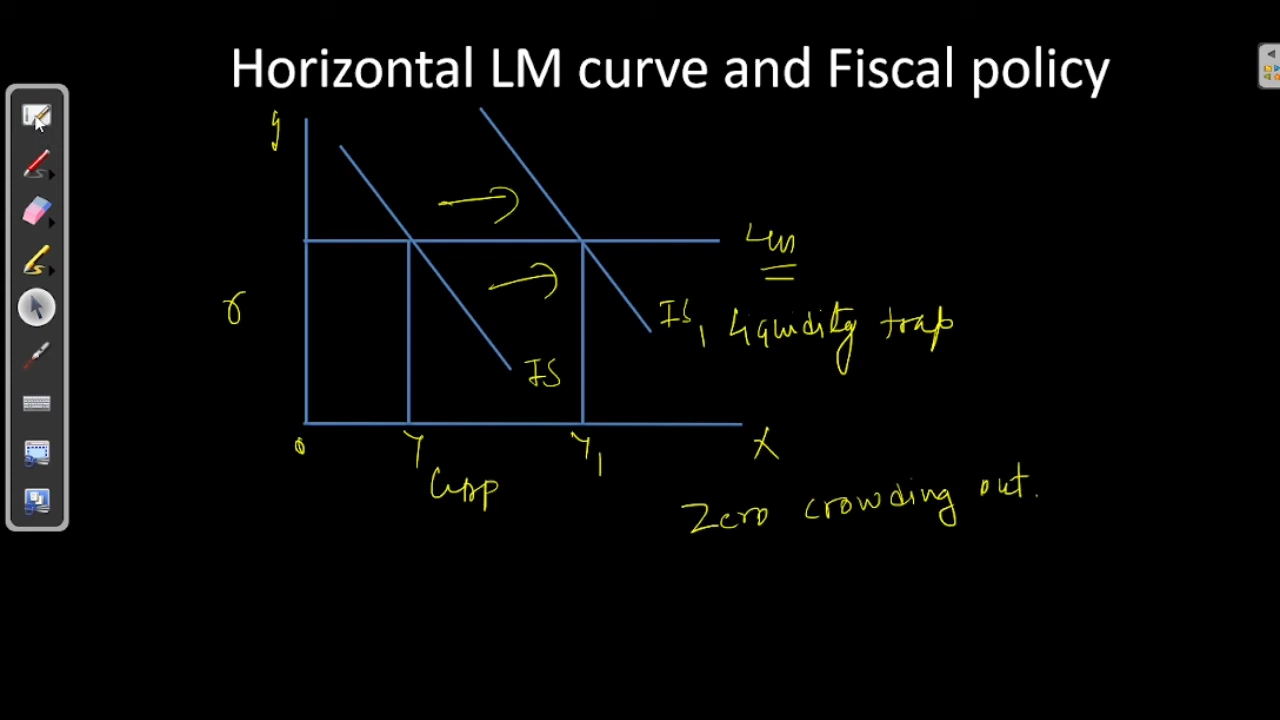 Horizontal LM curve and Fiscal policy
y
LM
r
IS1 liquidity trap
IS
0 Y Y1 X
GDP
Zero crowding out.